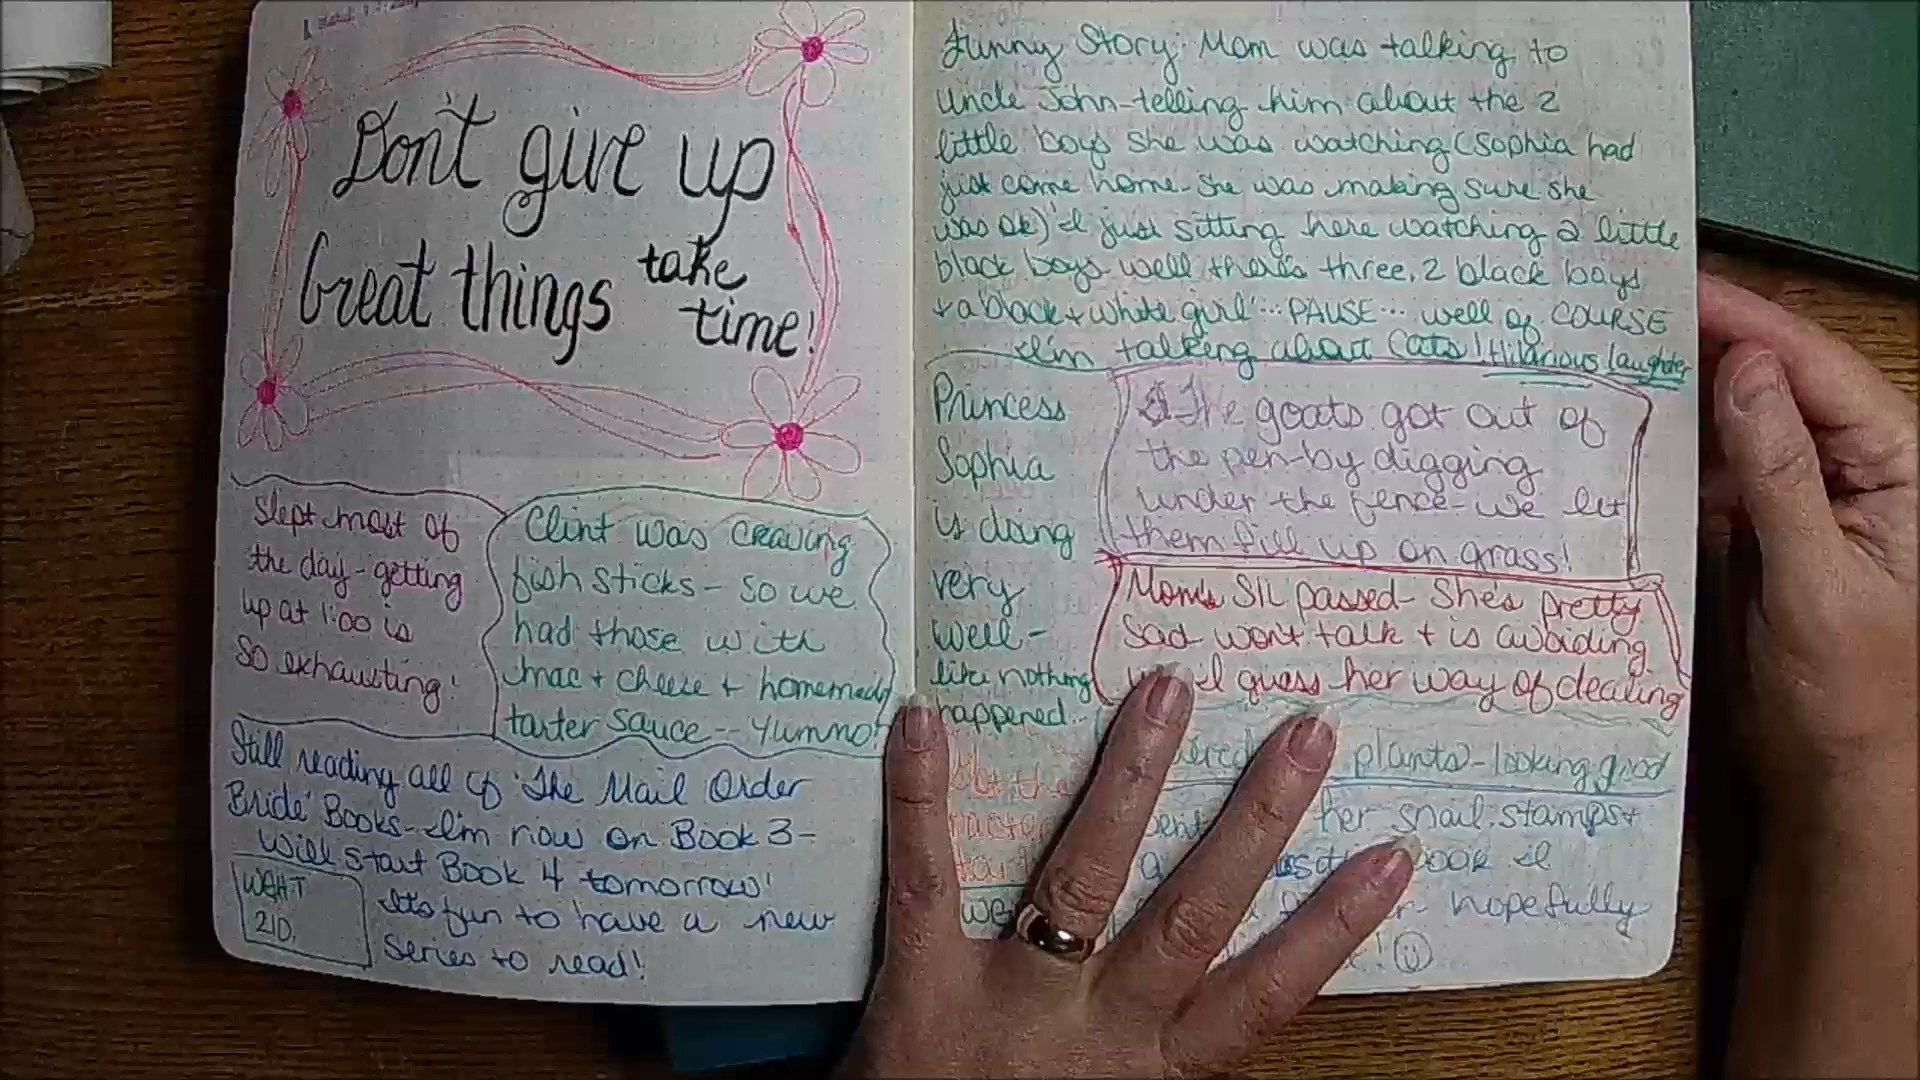 Don't give up
Great things take
time!
Slept most of
the day - getting
up at 1:00 is
so exhausting!
Clint was craving
fish sticks - so we
had those with
mac + cheese + homemade
tarter sauce -- Yummo!
Still reading all of 'The Mail Order
Bride' Books - I'm now on Book 3 -
Will start Book 4 tomorrow!
It's fun to have a new
series to read!
WGHT
210.
Funny Story: Mom was talking to
Uncle John - telling him about the 2
little boys she was watching (Sophia had
just come home - she was making sure she
was ok) 'I just sitting here watching 2 little
black boys well there's three, 2 black boys
+ a black + white girl'... PAUSE... well of COURSE
I'm talking about Cats! Hilarious laughter
Princess
Sophia
is doing
very
well -
like nothing
happened...
The goats got out of
the pen - by digging
under the fence - we let
them fill up on grass!
Mom's SIL passed - She's pretty
sad won't talk + is avoiding
I guess her way of dealing
plants - looking good
the
her snail stamps +
a book I
hopefully